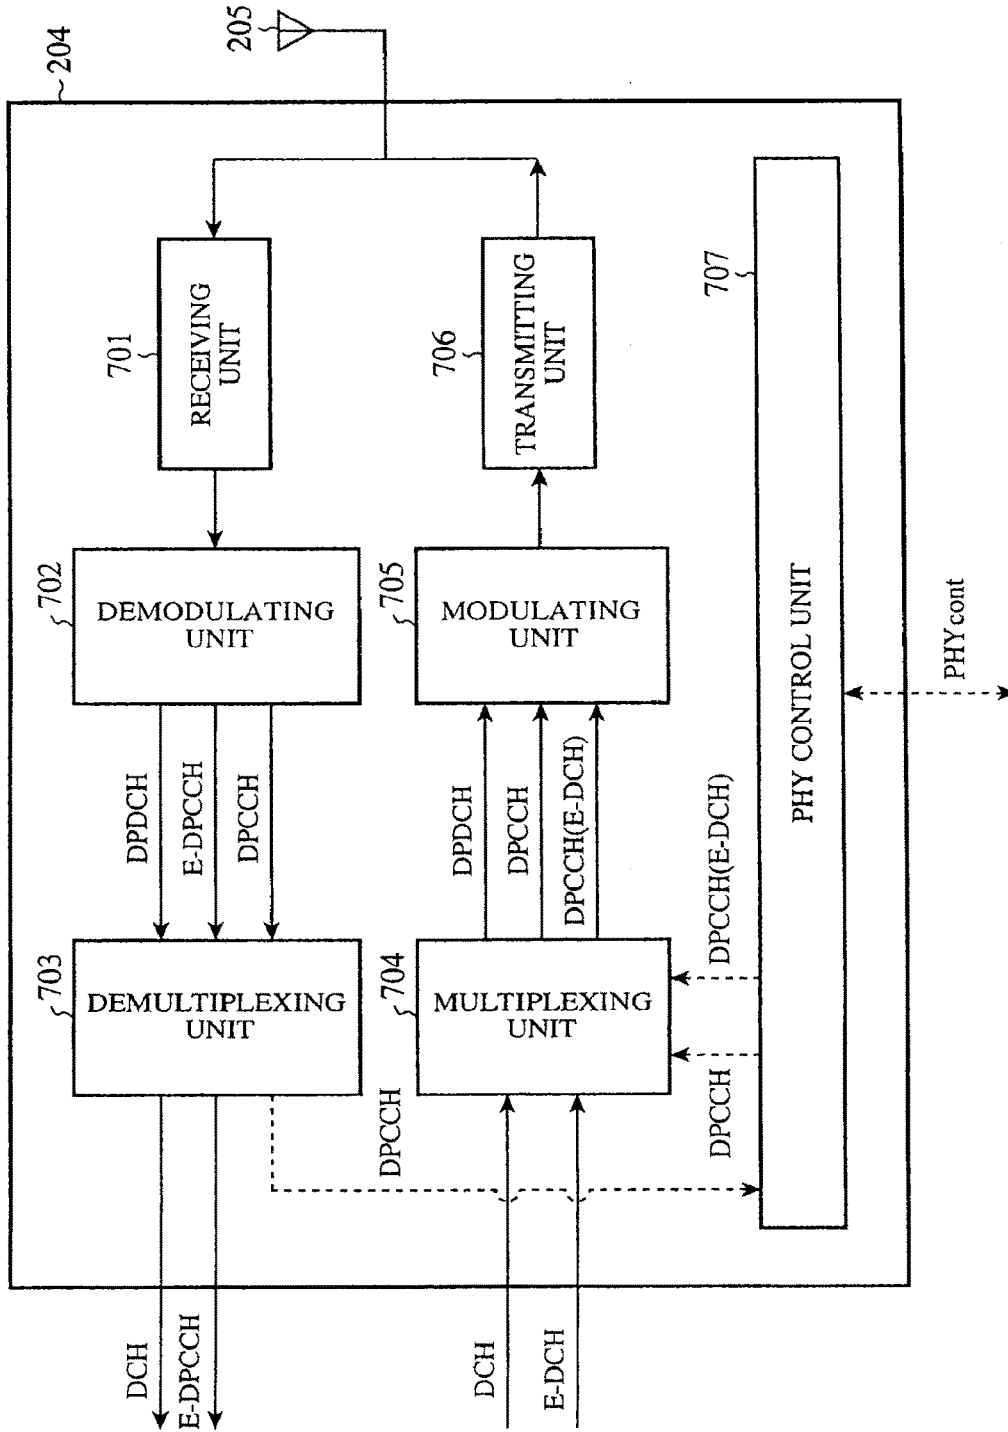 204
205
701
RECEIVING
UNIT
706
TRANSMITTING
UNIT
707
702
DEMODULATING
UNIT
705
MODULATING
UNIT
PHY CONTROL UNIT
PHYcont
DPDCH
E-DPCCH
DPCCH
DPDCH
DPCCH
DPCCH(E-DCH)
703
DEMULTIPLEXING
UNIT
704
MULTIPLEXING
UNIT
DPCCH(E-DCH)
DPCCH
DPCCH
DCH
E-DPCCH
DCH
E-DCH